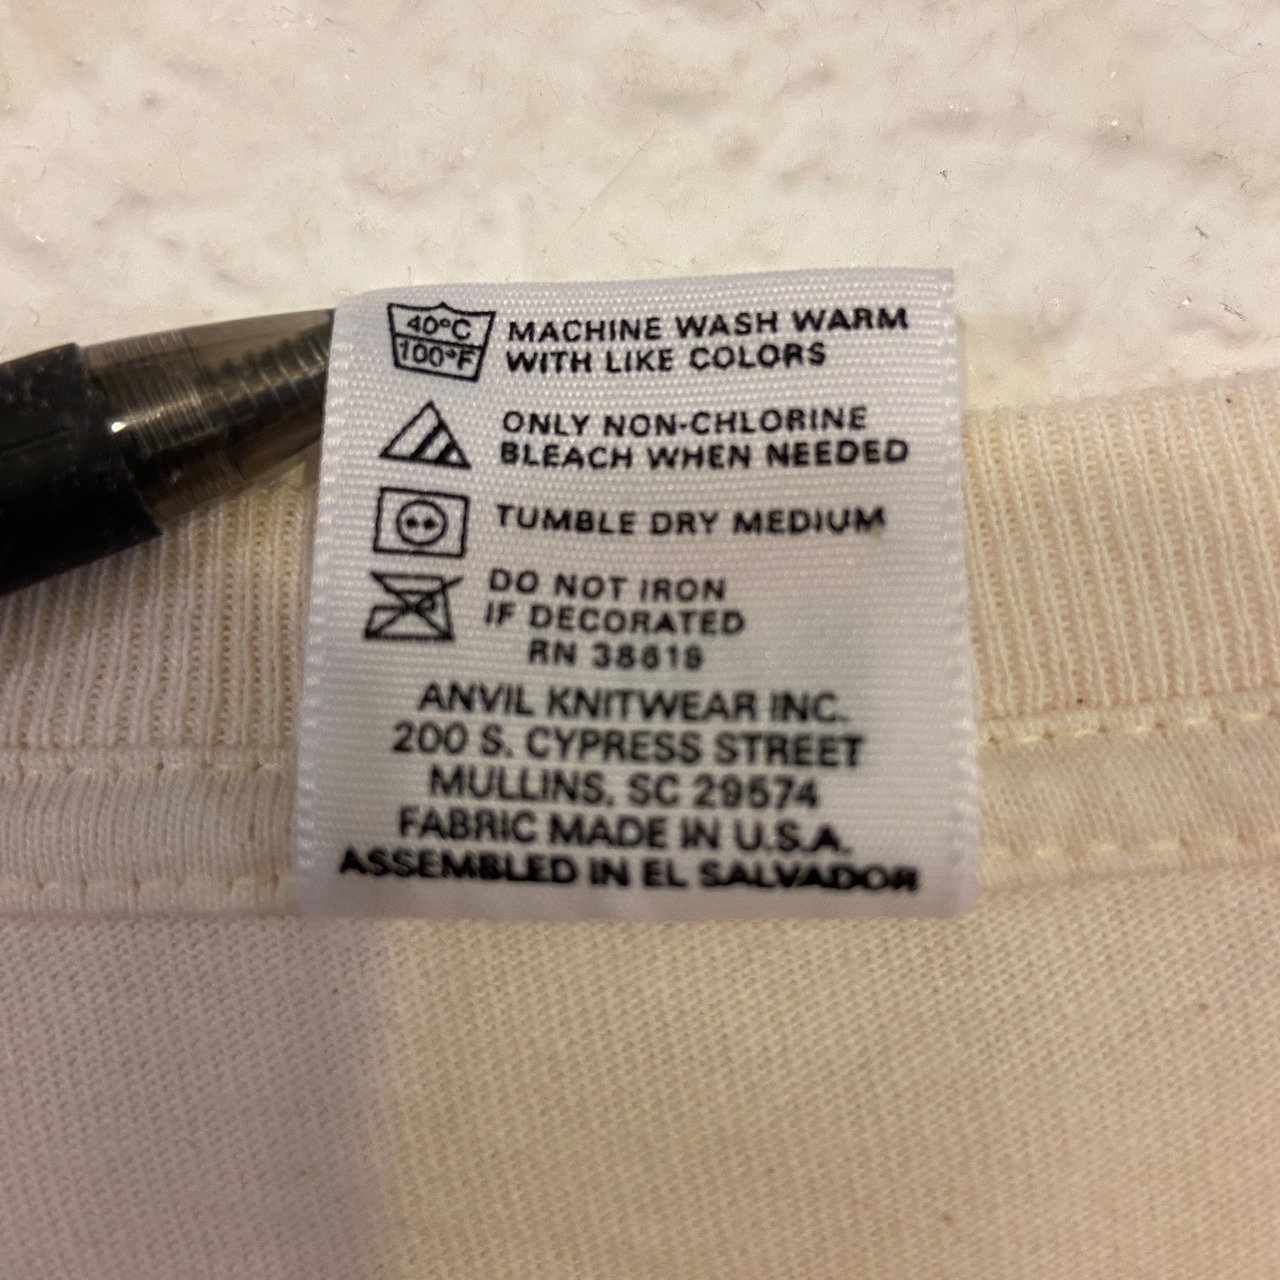 40°C
100°F
MACHINE WASH WARM
WITH LIKE COLORS
ONLY NON-CHLORINE
BLEACH WHEN NEEDED
TUMBLE DRY MEDIUM
DO NOT IRON
IF DECORATED
RN 38619
ANVIL KNITWEAR INC.
200 S. CYPRESS STREET
MULLINS, SC 29574
FABRIC MADE IN U.S.A.
ASSEMBLED IN EL SALVADOR